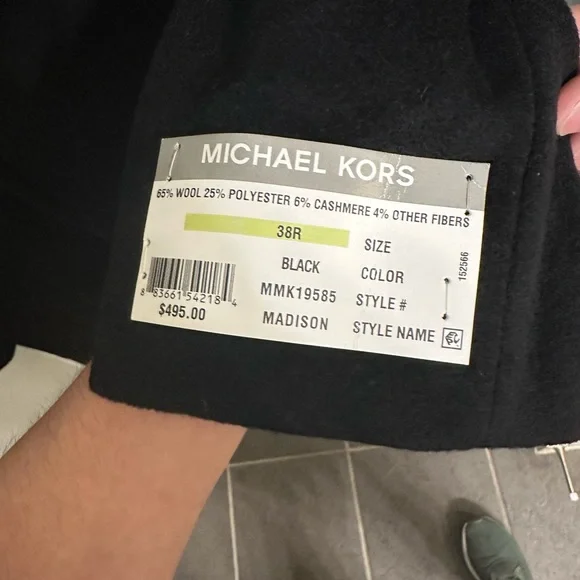 MICHAEL KORS
65% WOOL 25% POLYESTER 6% CASHMERE 4% OTHER FIBERS
38R SIZE
BLACK COLOR
MMK19585 STYLE #
MADISON STYLE NAME
8 83661 54218 4
$495.00
152566